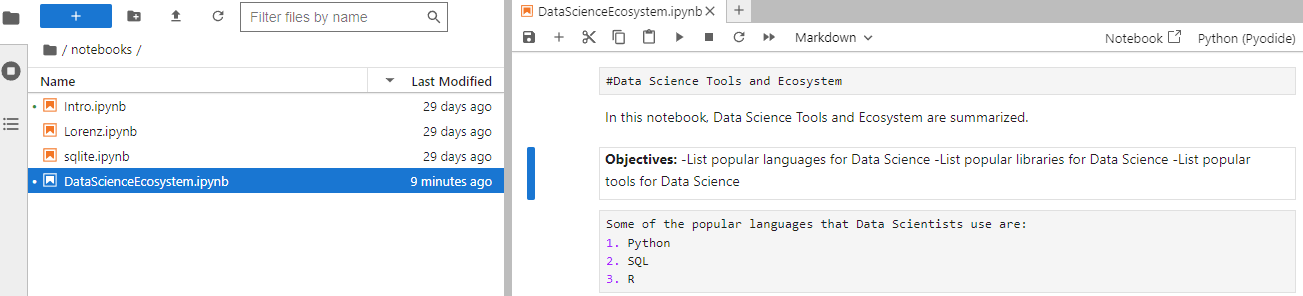 Filter files by name
/ notebooks /
Name Last Modified
Intro.ipynb 29 days ago
Lorenz.ipynb 29 days ago
sqlite.ipynb 29 days ago
DataScienceEcosystem.ipynb 9 minutes ago
DataScienceEcosystem.ipynb
Markdown Notebook Python (Pyodide)
#Data Science Tools and Ecosystem
In this notebook, Data Science Tools and Ecosystem are summarized.
Objectives: -List popular languages for Data Science -List popular libraries for Data Science -List popular
tools for Data Science
Some of the popular languages that Data Scientists use are:
1. Python
2. SQL
3. R